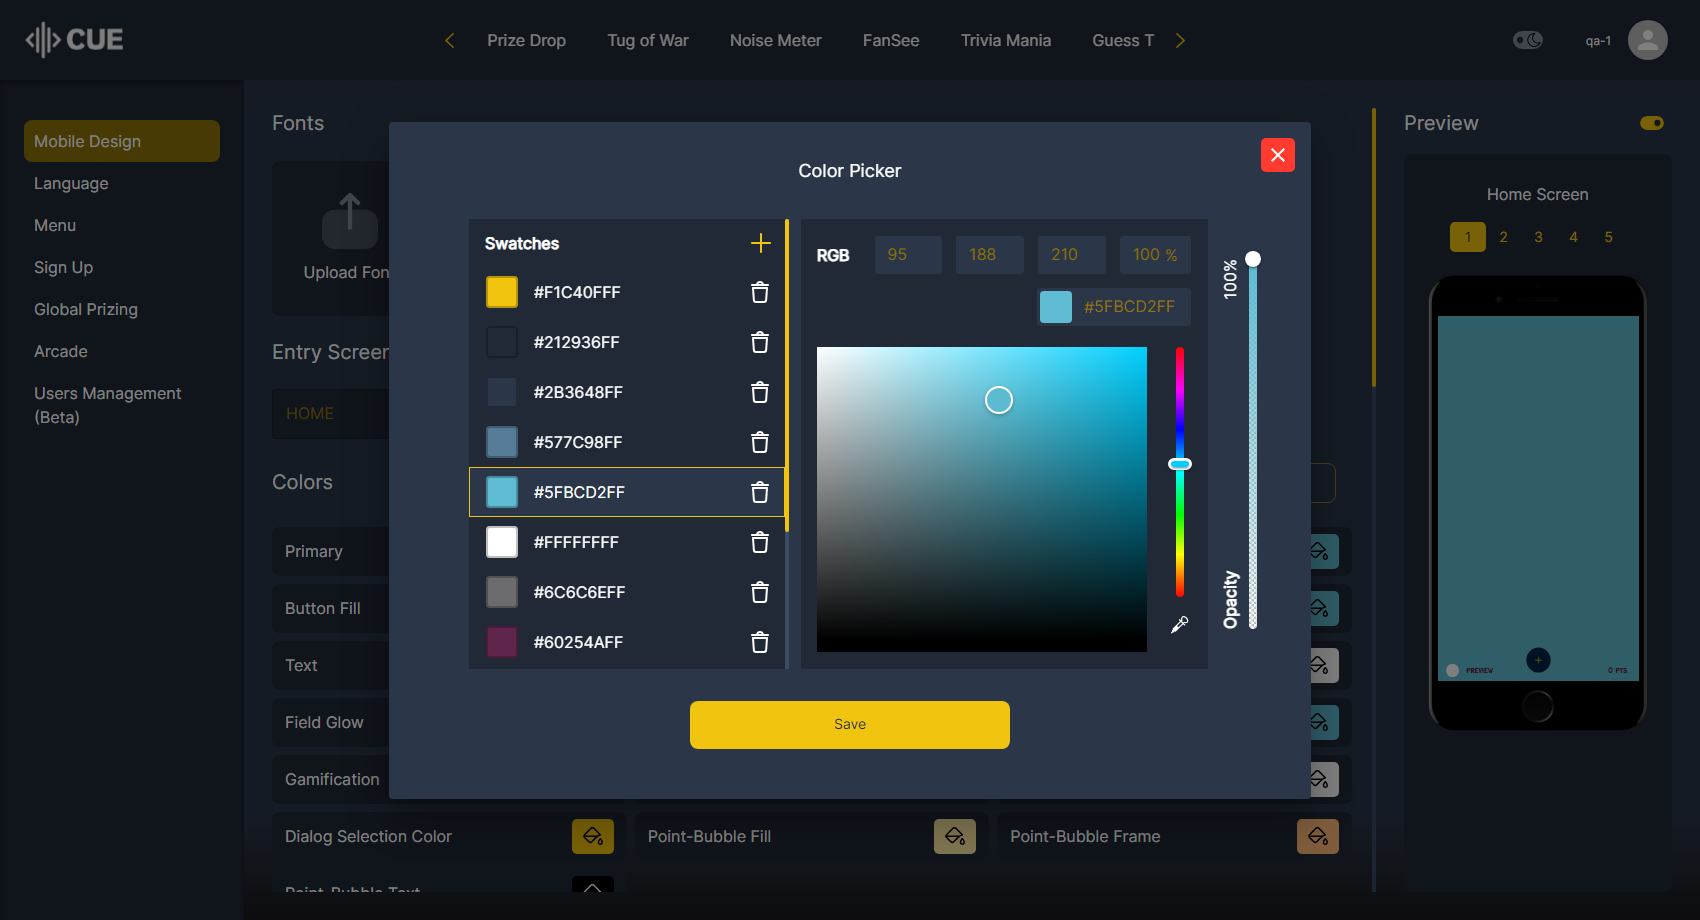 CUE
Prize Drop
Tug of War
Noise Meter
FanSee
Trivia Mania
Guess T
qa-1
Mobile Design
Language
Menu
Sign Up
Global Prizing
Arcade
Users Management
(Beta)
Fonts
Upload Fon
Entry Screen
HOME
Colors
Primary
Button Fill
Text
Field Glow
Gamification
Dialog Selection Color
Point-Bubble Fill
Point-Bubble Frame
Point-Bubble Text
Color Picker
Swatches
#F1C40FFF
#212936FF
#2B3648FF
#577C98FF
#5FBCD2FF
#FFFFFFFF
#6C6C6EFF
#60254AFF
RGB
95
188
210
100 %
#5FBCD2FF
100%
Opacity
Save
Preview
Home Screen
1 2 3 4 5
PREVIEW
0 PTS